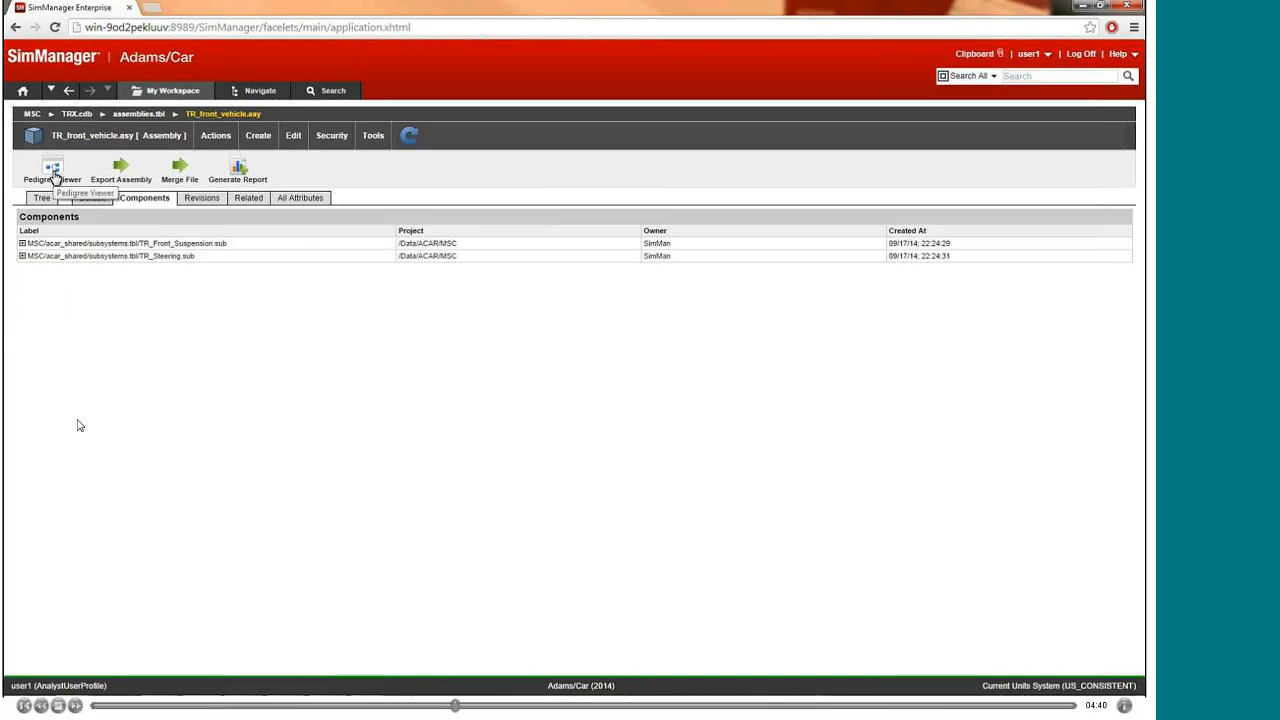 SimManager Enterprise
win-9od2pekluuv:8989/SimManager/facelets/main/application.xhtml
SimManager | Adams/Car
Clipboard | user1 | Log Off | Help
Search All Search
My Workspace Navigate Search
MSC TRX.cdb assemblies.tbl TR_front_vehicle.asy
TR_front_vehicle.asy [ Assembly ] Actions Create Edit Security Tools
Pedigree Viewer Export Assembly Merge File Generate Report
Pedigree Viewer
Tree Components Revisions Related All Attributes
Components
Label Project Owner Created At
MSC/acar_shared/subsystems.tbl/TR_Front_Suspension.sub /Data/ACAR/MSC SimMan 09/17/14; 22:24:29
MSC/acar_shared/subsystems.tbl/TR_Steering.sub /Data/ACAR/MSC SimMan 09/17/14; 22:24:31
user1 (AnalystUserProfile) Adams/Car (2014) Current Units System (US_CONSISTENT)
04:40